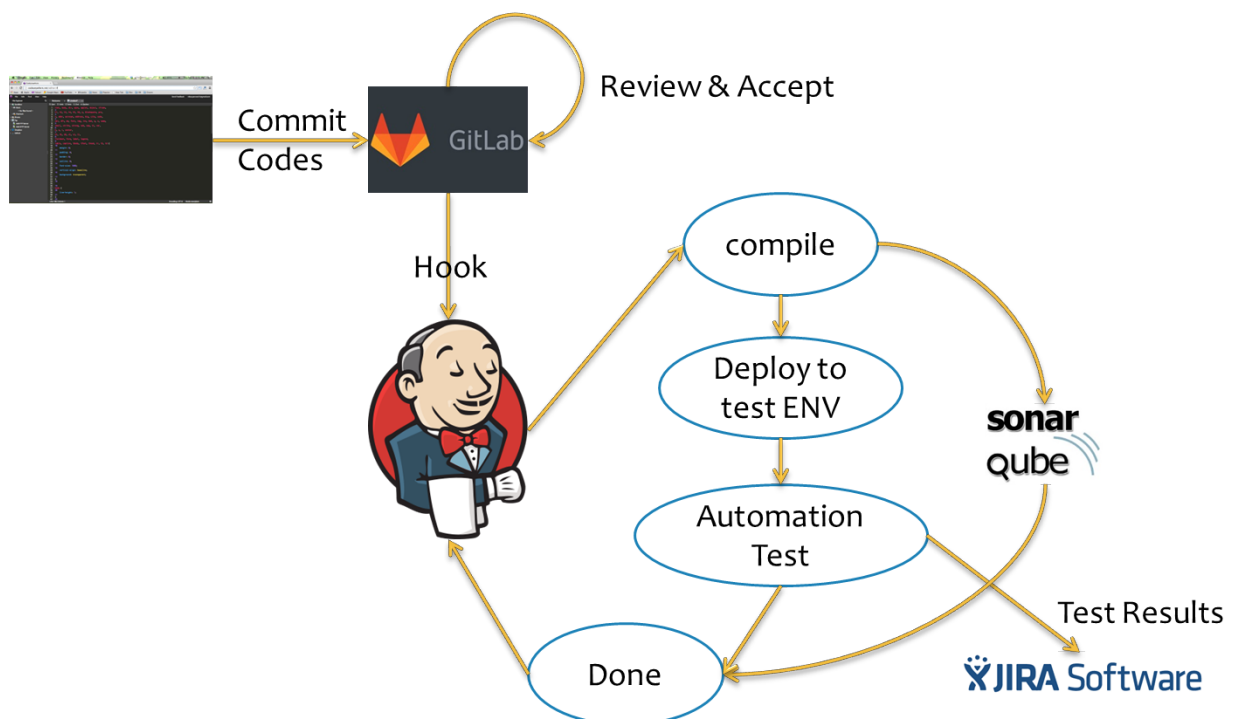 Commit
Codes
GitLab
Review & Accept
Hook
compile
Deploy to
test ENV
sonar
qube
Automation
Test
Test Results
Done
JIRA Software